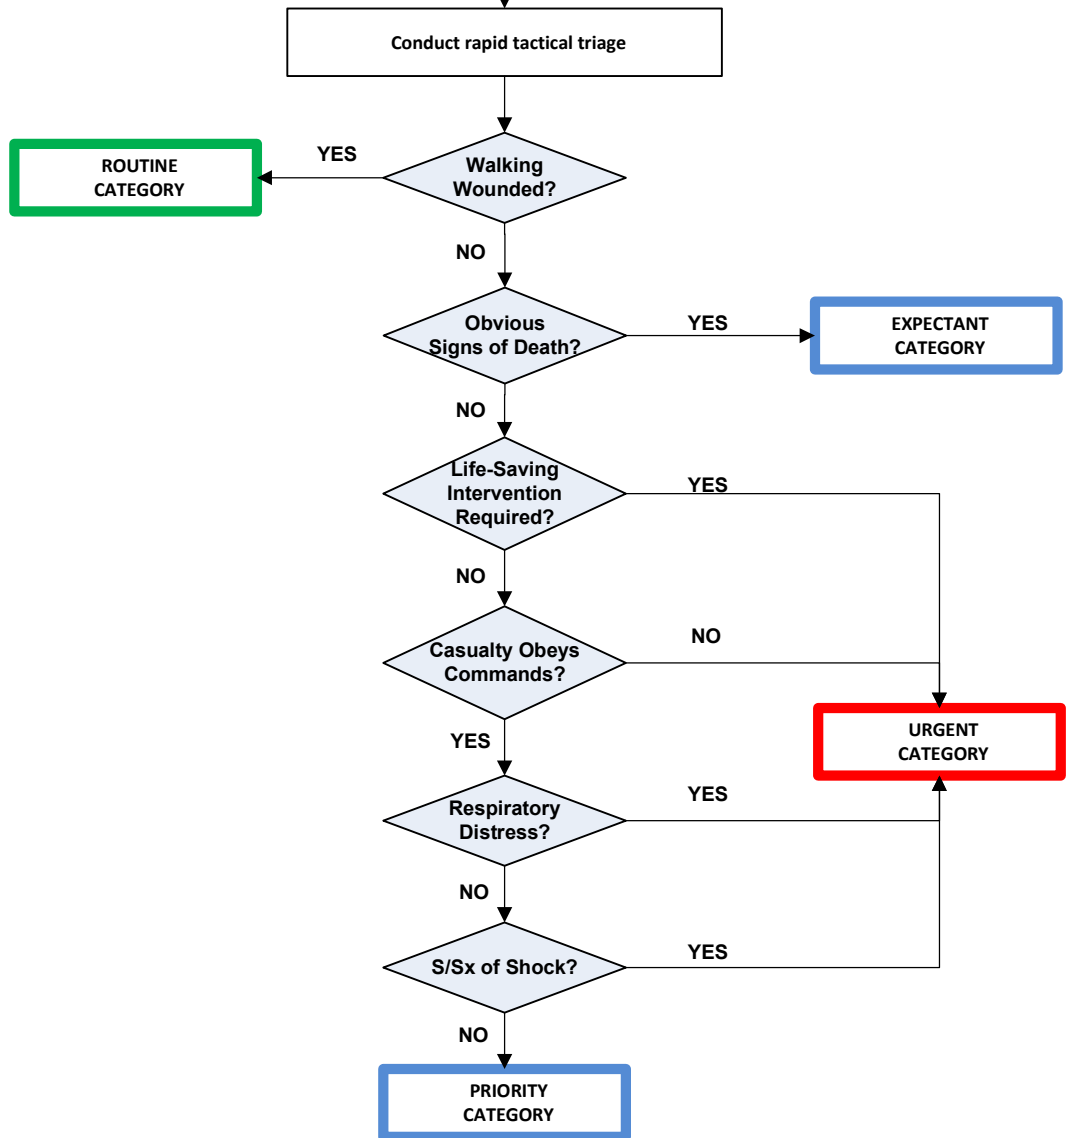 Conduct rapid tactical triage
YES
ROUTINE
CATEGORY
Walking
Wounded?
NO
Obvious
Signs of Death?
YES
EXPECTANT
CATEGORY
NO
Life-Saving
Intervention
Required?
YES
NO
Casualty Obeys
Commands?
NO
URGENT
CATEGORY
YES
Respiratory
Distress?
YES
NO
S/Sx of Shock?
YES
NO
PRIORITY
CATEGORY